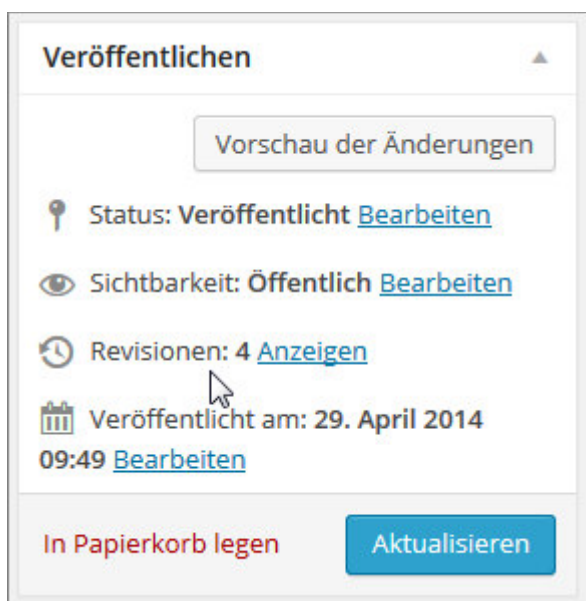 Veröffentlichen
Vorschau der Änderungen
Status: Veröffentlicht Bearbeiten
Sichtbarkeit: Öffentlich Bearbeiten
Revisionen: 4 Anzeigen
Veröffentlicht am: 29. April 2014
09:49 Bearbeiten
In Papierkorb legen
Aktualisieren